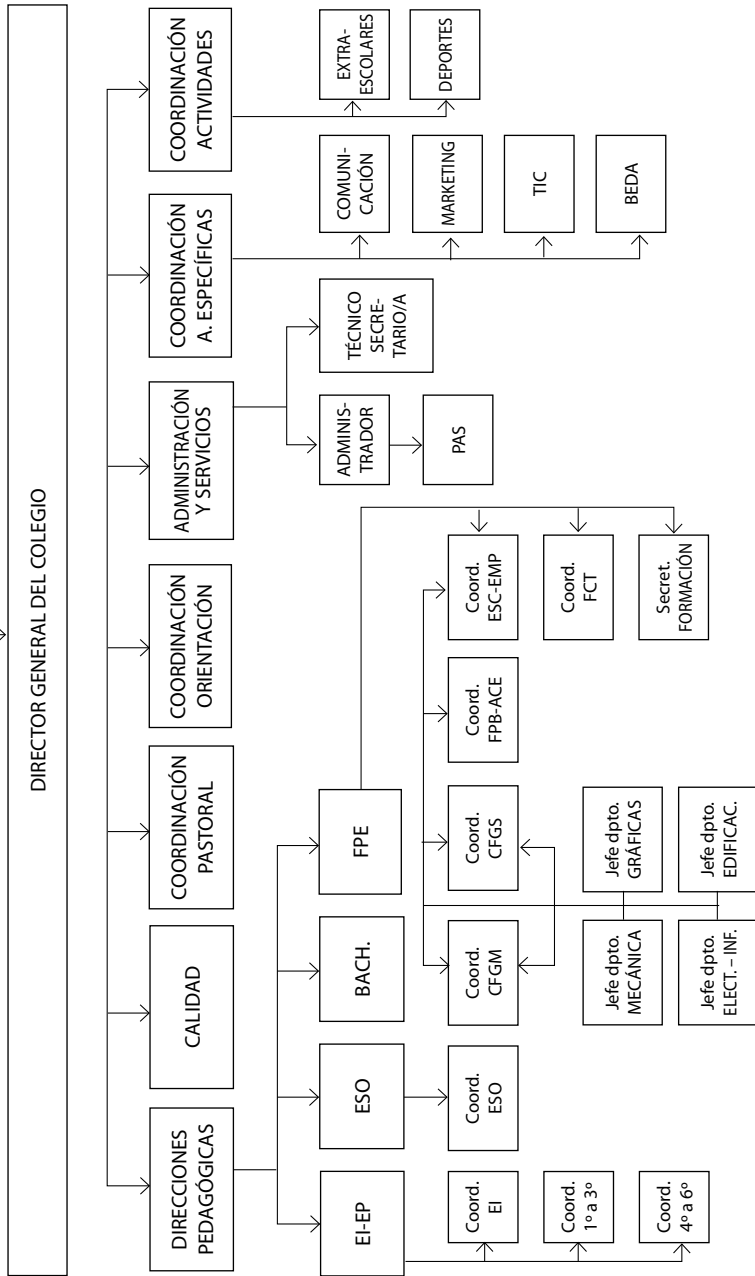 DIRECTOR GENERAL DEL COLEGIO
DIRECCIONES
PEDAGÓGICAS
CALIDAD
COORDINACIÓN
PASTORAL
COORDINACIÓN
ORIENTACIÓN
ADMINISTRACIÓN
Y SERVICIOS
COORDINACIÓN
A. ESPECÍFICAS
COORDINACIÓN
ACTIVIDADES
EI-EP
ESO
BACH.
FPE
ADMINIS-
TRADOR
TÉCNICO
SECRE-
TARIO/A
COMUNI-
CACIÓN
EXTRA-
ESCOLARES
PAS
MARKETING
DEPORTES
TIC
BEDA
Coord.
EI
Coord.
ESO
Coord.
CFGM
Coord.
CFGS
Coord.
FPB-ACE
Coord.
ESC-EMP
Coord.
1º a 3º
Coord.
FCT
Coord.
4º a 6º
Jefe dpto.
MECÁNICA
Jefe dpto.
GRÁFICAS
Secret.
FORMACIÓN
Jefe dpto.
ELECT. – INF.
Jefe dpto.
EDIFICAC.